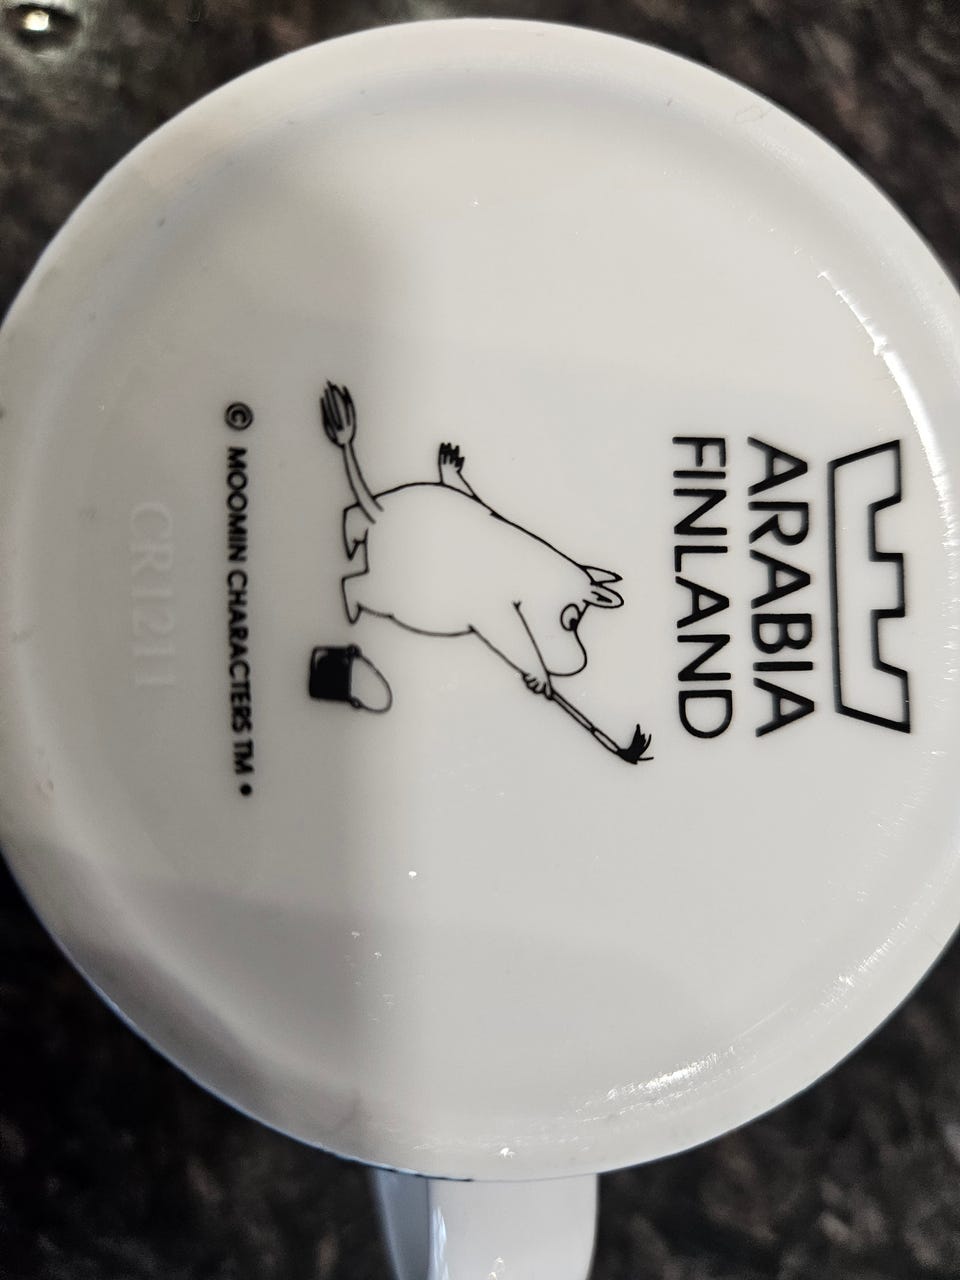 ARABIA
FINLAND
© MOOMIN CHARACTERS TM •